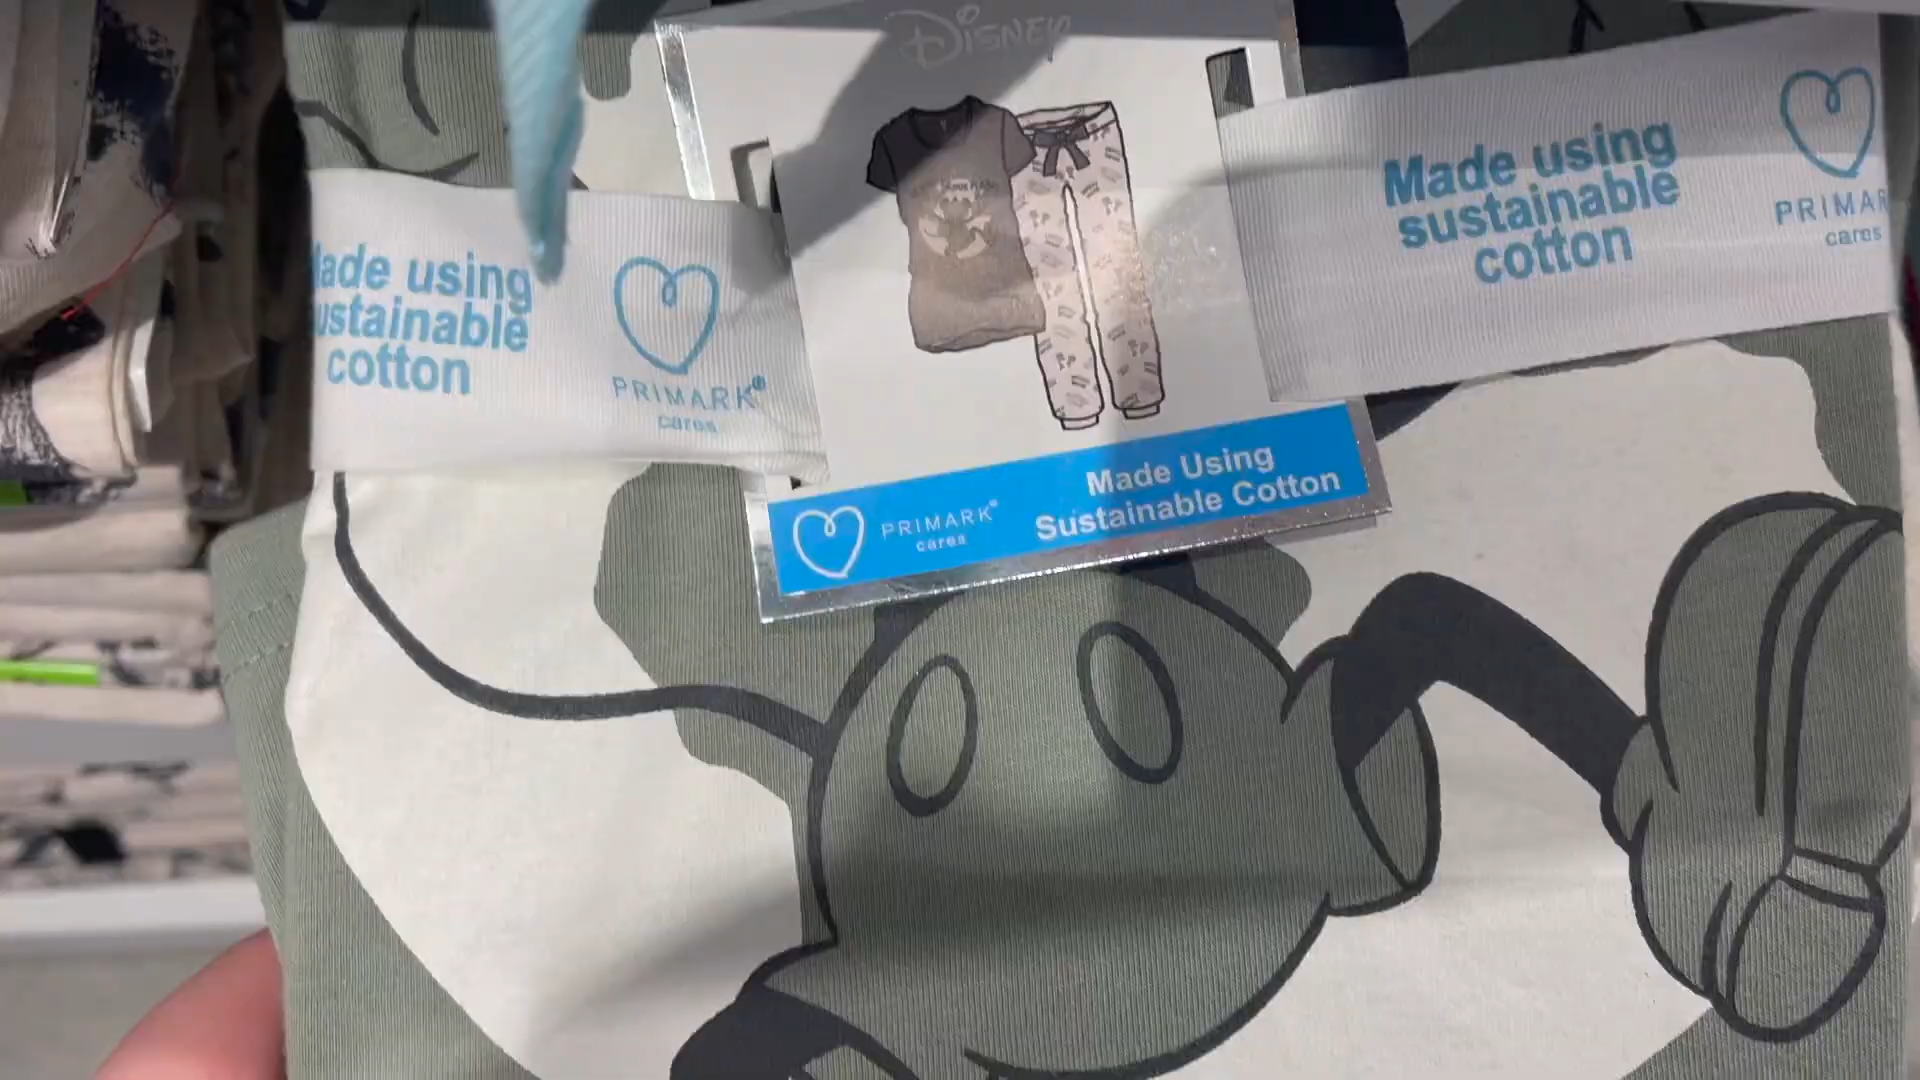 Disney
ade using
ustainable
cotton
PRIMARK®
cares
Made using
sustainable
cotton
PRIMAR
cares
PRIMARK®
cares
Made Using
Sustainable Cotton